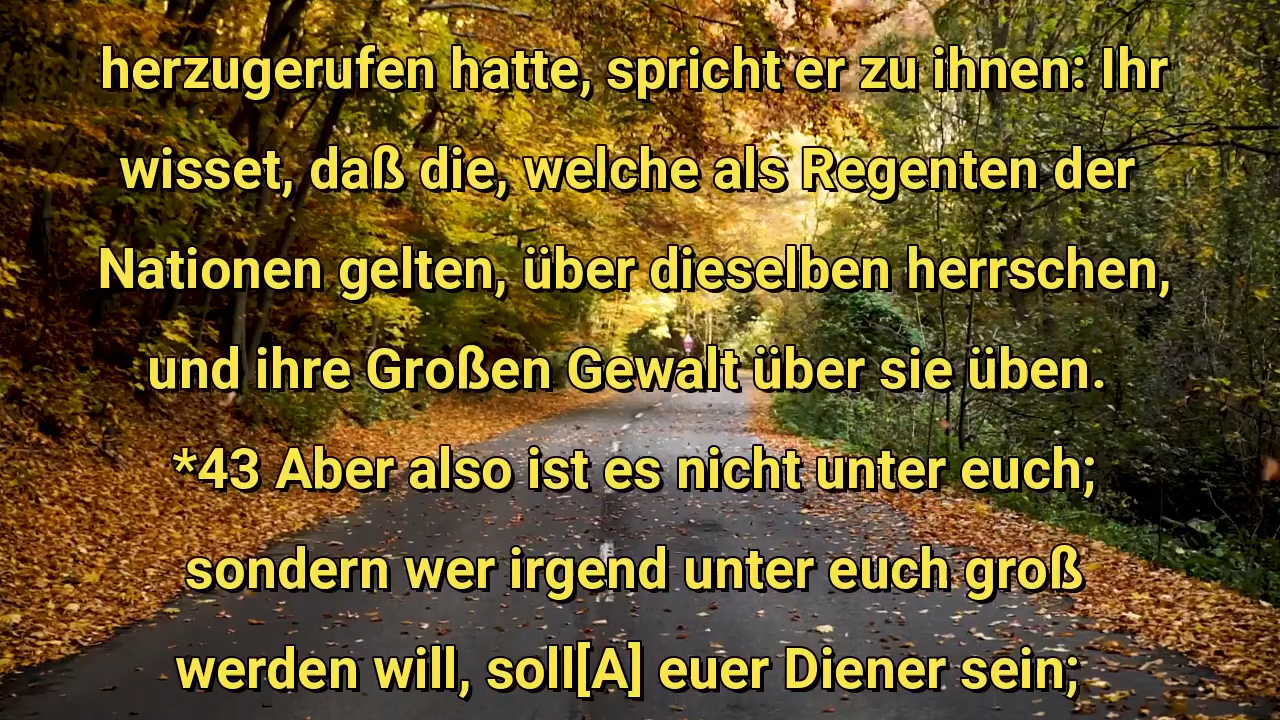 herzugerufen hatte, spricht er zu ihnen: Ihr
wisset, daß die, welche als Regenten der
Nationen gelten, über dieselben herrschen,
und ihre Großen Gewalt über sie üben.
*43 Aber also ist es nicht unter euch;
sondern wer irgend unter euch groß
werden will, soll[A] euer Diener sein;